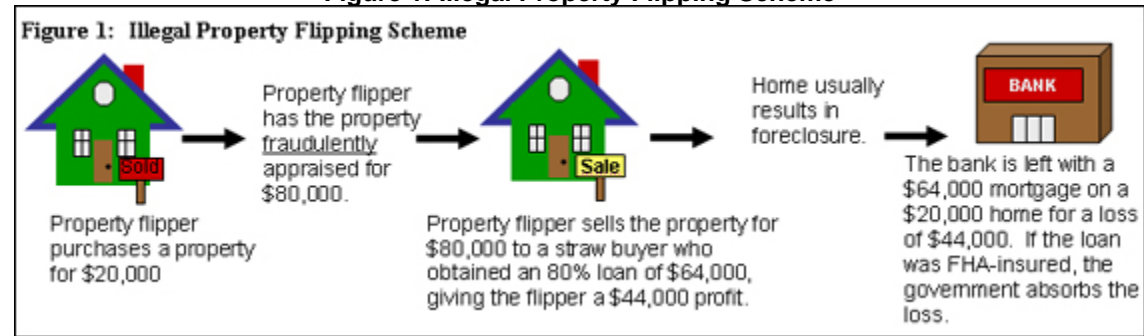 Figure 1: Illegal Property Flipping Scheme
Sold
Property flipper
purchases a property
for $20,000
Property flipper
has the property
fraudulently
appraised for
$80,000.
Sale
Property flipper sells the property for
$80,000 to a straw buyer who
obtained an 80% loan of $64,000,
giving the flipper a $44,000 profit.
Home usually
results in
foreclosure.
BANK
The bank is left with a
$64,000 mortgage on a
$20,000 home for a loss
of $44,000. If the loan
was FHA-insured, the
government absorbs the
loss.